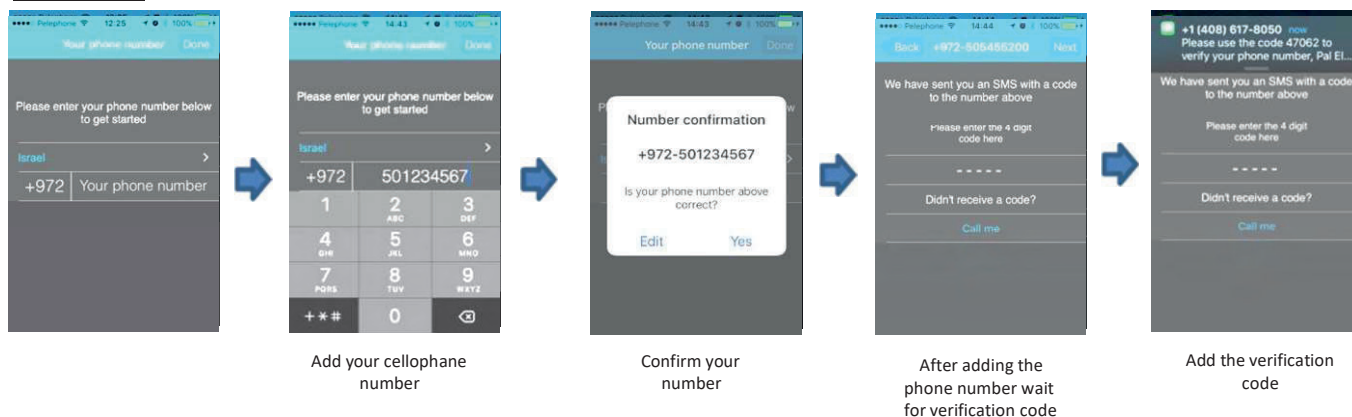 Pelephone 12:25 100%
Your phone number Done
Please enter your phone number below
to get started
Israel
+972 Your phone number
Pelephone 14:43 100%
Your phone number Done
Please enter your phone number below
to get started
Israel
+972 501234567
1 2 3
ABC DEF
4 5 6
GHI JKL MNO
7 8 9
PQRS TUV WXYZ
+*# 0
Add your cellophane
number
Pelephone 14:43 100%
Your phone number Done
Number confirmation
+972-501234567
Is your phone number above
correct?
Edit Yes
Confirm your
number
Pelephone 14:44 100%
Back +972-505456200 Next
We have sent you an SMS with a code
to the number above
Please enter the 4 digit
code here
- - - - -
Didn't receive a code?
Call me
After adding the
phone number wait
for verification code
+1 (408) 617-8050 now
Please use the code 47062 to
verify your phone number, Pal El...
We have sent you an SMS with a code
to the number above
Please enter the 4 digit
code here
- - - - -
Didn't receive a code?
Call me
Add the verification
code